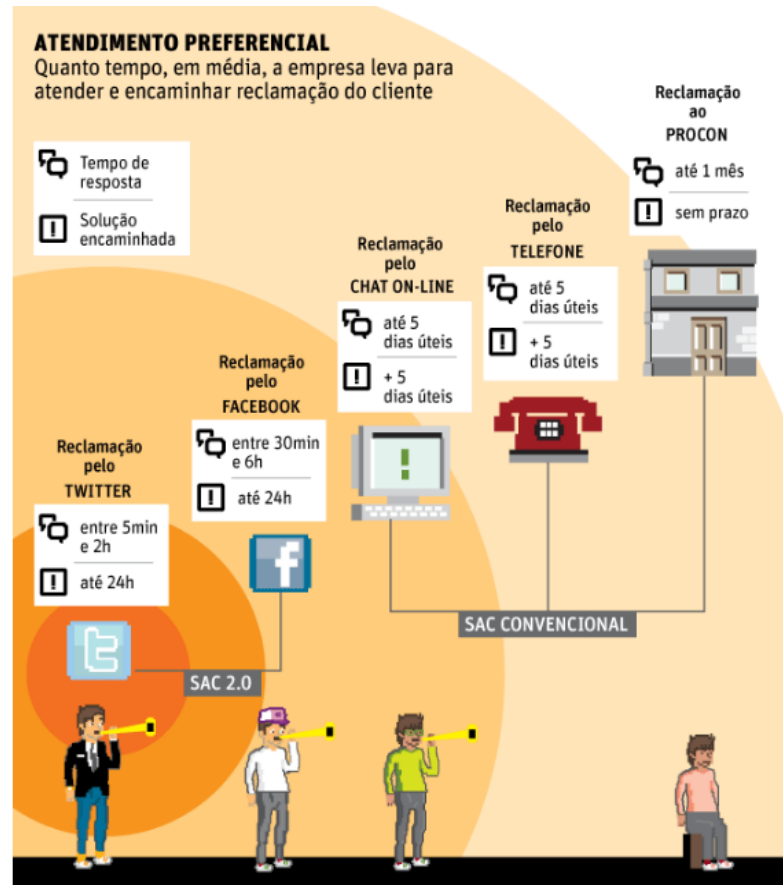 ATENDIMENTO PREFERENCIAL
Quanto tempo, em média, a empresa leva para
atender e encaminhar reclamação do cliente
Tempo de
resposta
Solução
encaminhada
Reclamação
pelo
TWITTER
entre 5min
e 2h
até 24h
Reclamação
pelo
FACEBOOK
entre 30min
e 6h
até 24h
Reclamação
pelo
CHAT ON-LINE
até 5
dias úteis
+ 5
dias úteis
Reclamação
pelo
TELEFONE
até 5
dias úteis
+ 5
dias úteis
Reclamação
ao
PROCON
até 1 mês
sem prazo
SAC 2.0
SAC CONVENCIONAL